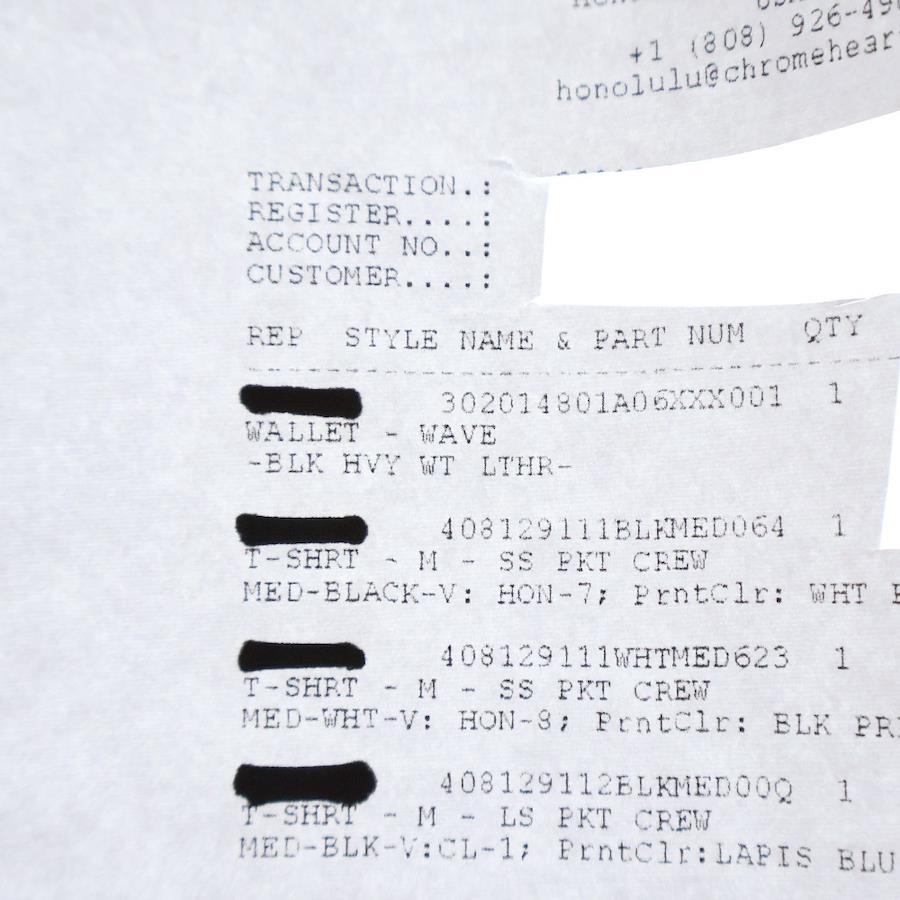 +1 (808) 926-49
honolulu@chromehear
TRANSACTION.:
REGISTER....:
ACCOUNT NO..:
CUSTOMER....:
REP STYLE NAME & PART NUM QTY
302014801A06XXX001 1
WALLET - WAVE
-BLK HVY WT LTHR-
408129111BLKMED064 1
T-SHRT - M - SS PKT CREW
MED-BLACK-V: HON-7; PrntClr: WHT
408129111WHTMED623 1
T-SHRT - M - SS PKT CREW
MED-WHT-V: HON-8; PrntClr: BLK PRI
408129112BLKMED00Q 1
T-SHRT - M - LS PKT CREW
MED-BLK-V:CL-1; PrntClr:LAPIS BLU